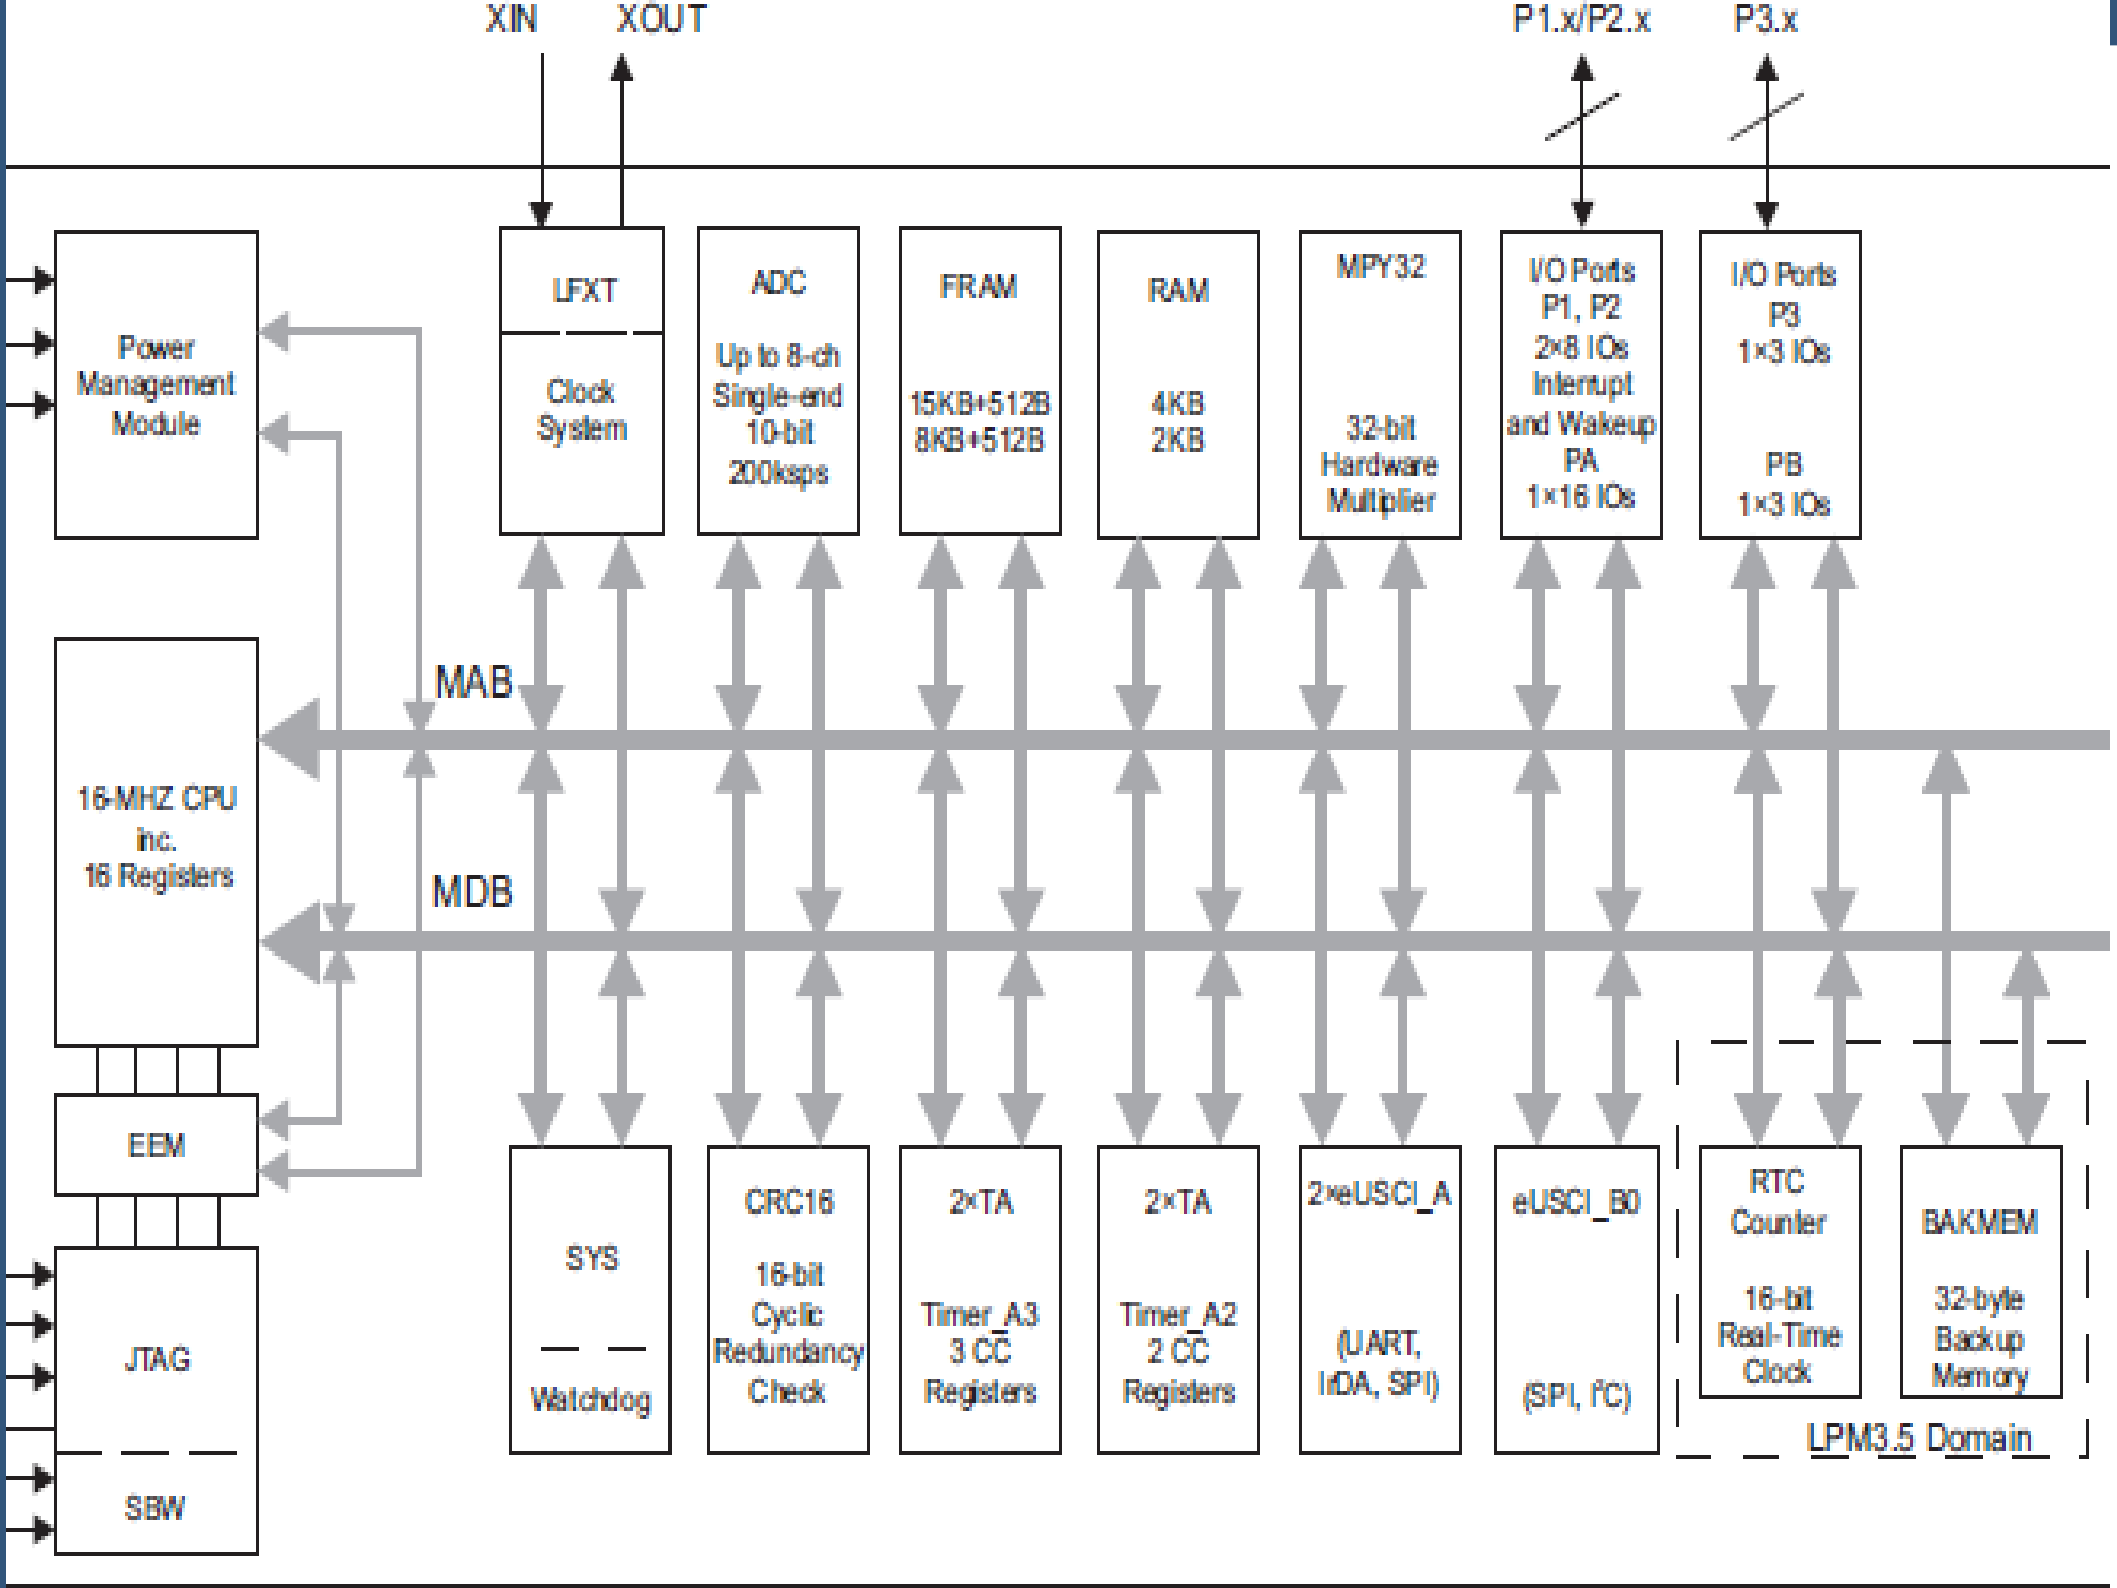 XIN
XOUT
P1.x/P2.x
P3.x
Power
Management
Module
LFXT
Clock
System
ADC
Up to 8-ch
Single-end
10-bit
200ksps
FRAM
15KB+512B
8KB+512B
RAM
4KB
2KB
MPY32
32-bit
Hardware
Multiplier
I/O Ports
P1, P2
2×8 IOs
Interrupt
and Wakeup
PA
1×16 IOs
I/O Ports
P3
1×3 IOs
PB
1×3 IOs
MAB
16-MHZ CPU
inc.
16 Registers
MDB
EEM
JTAG
SBW
SYS
Watchdog
CRC16
16-bit
Cyclic
Redundancy
Check
2×TA
Timer_A3
3 CC
Registers
2×TA
Timer_A2
2 CC
Registers
2×eUSCI_A
(UART,
IrDA, SPI)
eUSCI_B0
(SPI, I²C)
RTC
Counter
16-bit
Real-Time
Clock
BAKMEM
32-byte
Backup
Memory
LPM3.5 Domain